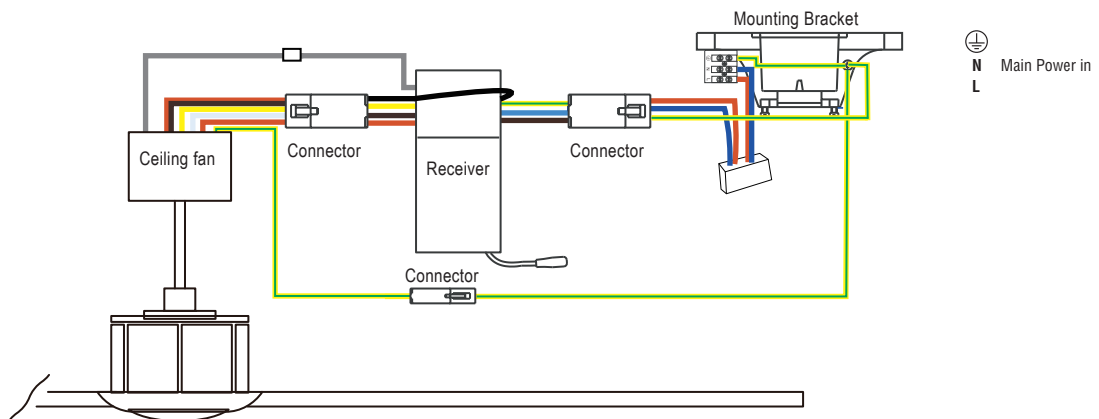 Mounting Bracket
N Main Power in
L
Ceiling fan
Connector
Receiver
Connector
Connector